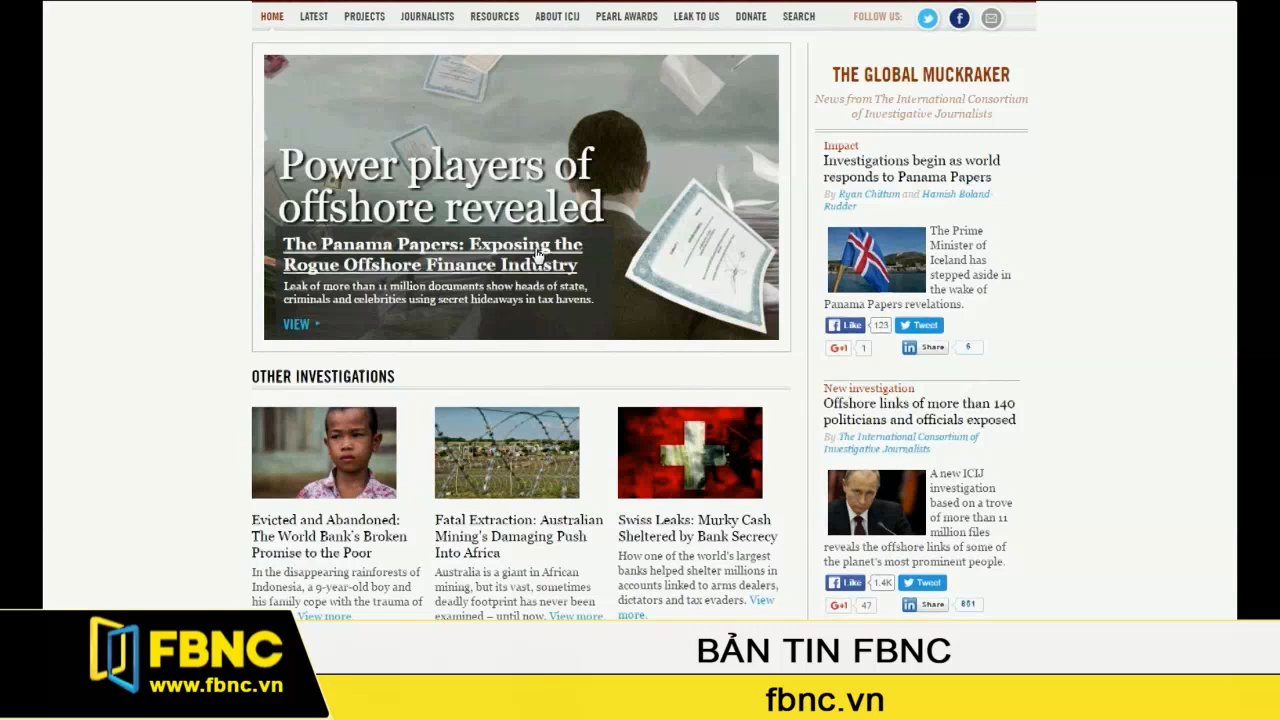 HOME LATEST PROJECTS JOURNALISTS RESOURCES ABOUT ICIJ PEARL AWARDS LEAK TO US DONATE SEARCH FOLLOW US:
Power players of
offshore revealed
The Panama Papers: Exposing the
Rogue Offshore Finance Industry
Leak of more than 11 million documents show heads of state,
criminals and celebrities using secret hideaways in tax havens.
VIEW
OTHER INVESTIGATIONS
Evicted and Abandoned:
The World Bank's Broken
Promise to the Poor
In the disappearing rainforests of
Indonesia, a 9-year-old boy and
his family cope with the trauma of
View more.
Fatal Extraction: Australian
Mining's Damaging Push
Into Africa
Australia is a giant in African
mining, but its vast, sometimes
deadly footprint has never been
examined – until now. View more.
Swiss Leaks: Murky Cash
Sheltered by Bank Secrecy
How one of the world's largest
banks helped shelter millions in
accounts linked to arms dealers,
dictators and tax evaders. View
more.
THE GLOBAL MUCKRAKER
News from The International Consortium
of Investigative Journalists
Impact
Investigations begin as world
responds to Panama Papers
By Ryan Chittum and Hamish Boland-
Rudder
The Prime
Minister of
Iceland has
stepped aside in
the wake of
Panama Papers revelations.
Like 123 Tweet
G+1 1 in Share 6
New investigation
Offshore links of more than 140
politicians and officials exposed
By The International Consortium of
Investigative Journalists
A new ICIJ
investigation
based on a trove
of more than 11
million files
reveals the offshore links of some of
the planet's most prominent people.
Like 1.4K Tweet
G+1 47 in Share 851
FBNC
www.fbnc.vn
BẢN TIN FBNC
fbnc.vn